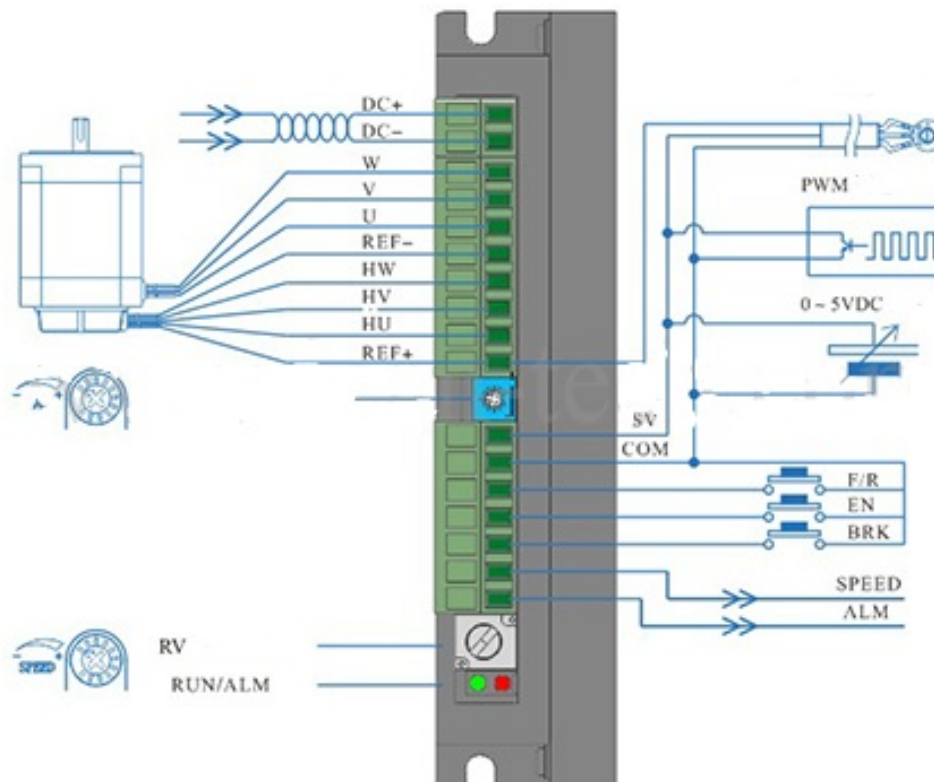 DC+
DC-
W
V
U
REF-
HW
HV
HU
REF+
PWM
0 ~ 5VDC
A
SV
COM
F/R
EN
BRK
SPEED
ALM
SPEED
RV
RUN/ALM